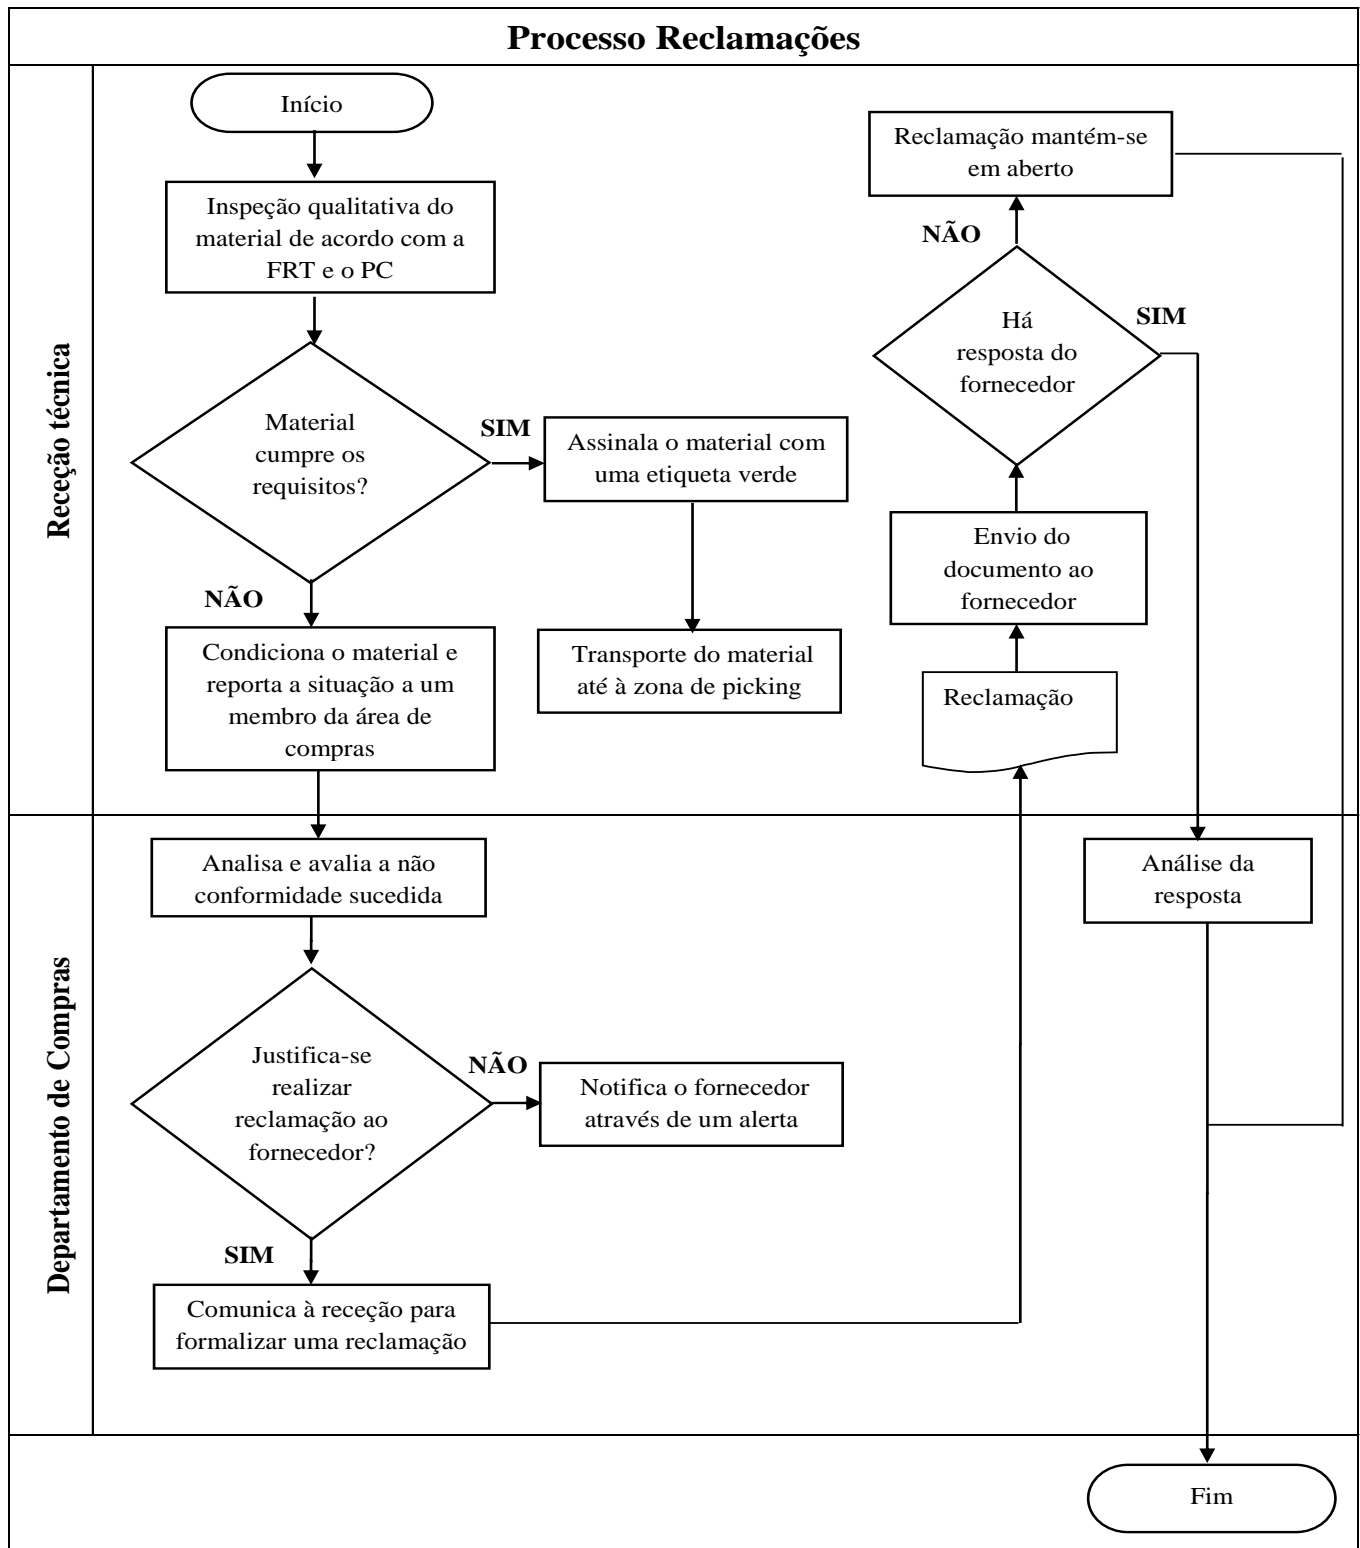 Processo Reclamações
Receção técnica
Início
Inspeção qualitativa do
material de acordo com a
FRT e o PC
Material
cumpre os
requisitos?
SIM
Assinala o material com
uma etiqueta verde
Transporte do material
até à zona de picking
NÃO
Condiciona o material e
reporta a situação a um
membro da área de
compras
Reclamação mantém-se
em aberto
NÃO
Há
resposta do
fornecedor
SIM
Envio do
documento ao
fornecedor
Reclamação
Departamento de Compras
Analisa e avalia a não
conformidade sucedida
Justifica-se
realizar
reclamação ao
fornecedor?
NÃO
Notifica o fornecedor
através de um alerta
SIM
Comunica à receção para
formalizar uma reclamação
Análise da
resposta
Fim